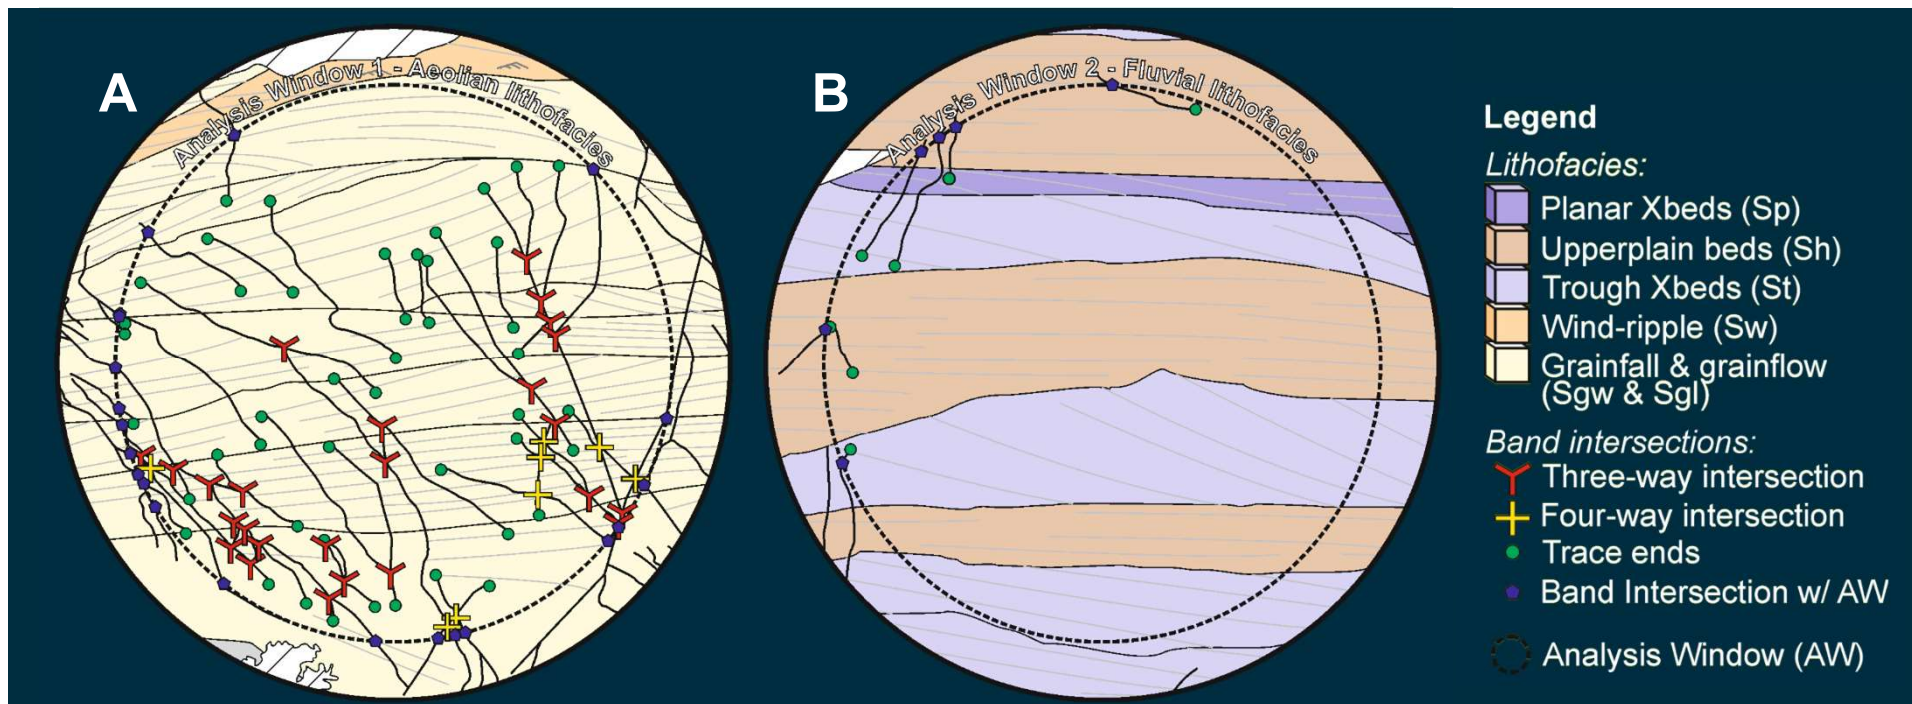 A
Analysis Window 1 - Aeolian lithofacies
B
Analysis Window 2 - Fluvial lithofacies
Legend
Lithofacies:
Planar Xbeds (Sp)
Upperplain beds (Sh)
Trough Xbeds (St)
Wind-ripple (Sw)
Grainfall & grainflow
(Sgw & Sgl)
Band intersections:
Three-way intersection
Four-way intersection
Trace ends
Band Intersection w/ AW
Analysis Window (AW)